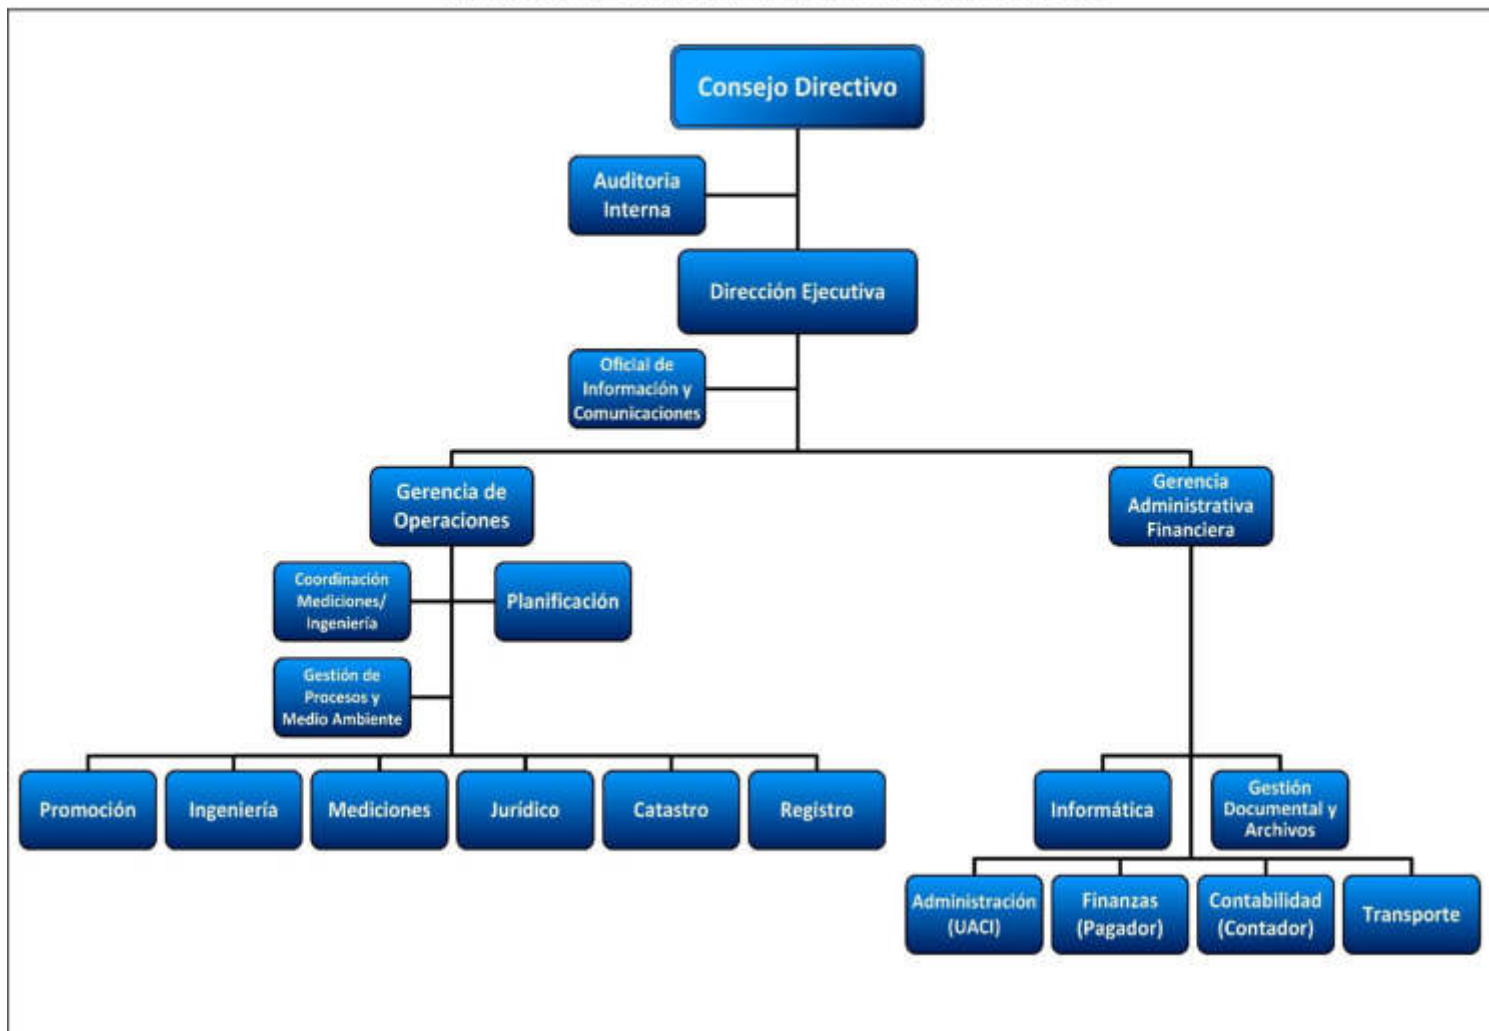 Consejo Directivo
Auditoria
Interna
Dirección Ejecutiva
Oficial de
Información y
Comunicaciones
Gerencia de
Operaciones
Gerencia
Administrativa
Financiera
Coordinación
Mediciones/
Ingeniería
Planificación
Gestión de
Procesos y
Medio Ambiente
Promoción
Ingeniería
Mediciones
Jurídico
Catastro
Registro
Informática
Gestión
Documental y
Archivos
Administración
(UACI)
Finanzas
(Pagador)
Contabilidad
(Contador)
Transporte